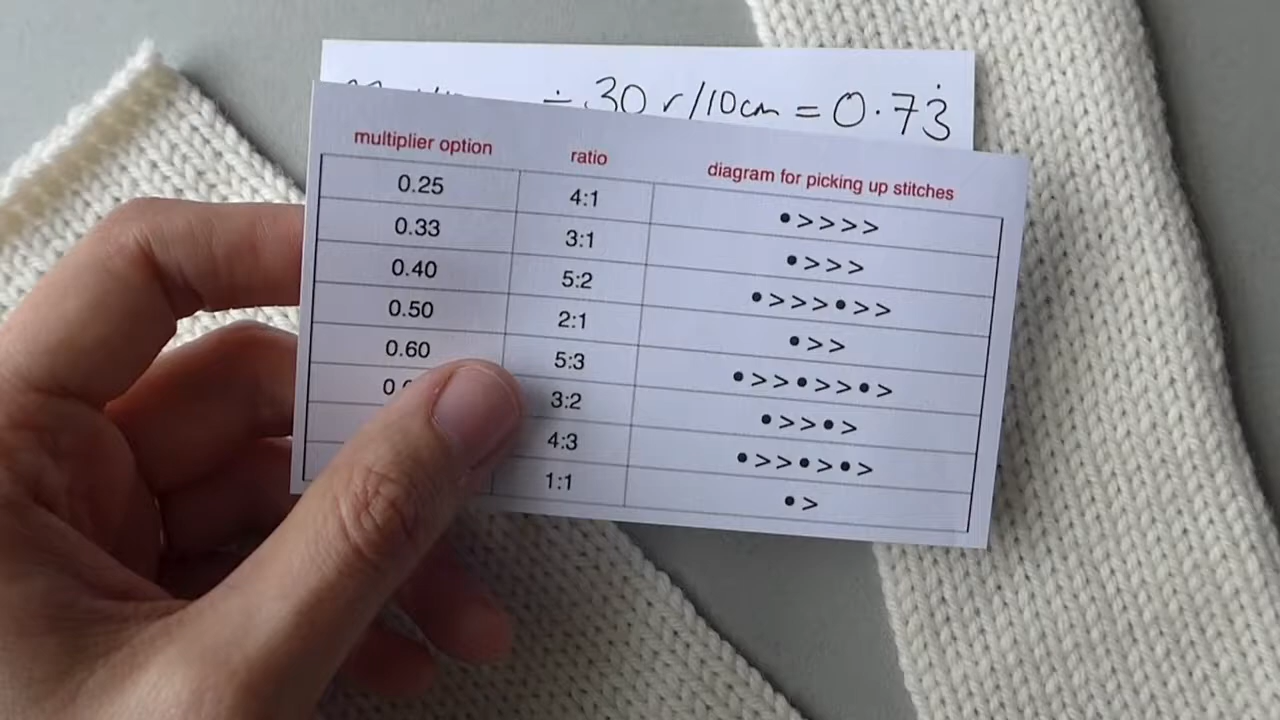 ÷ 30 r/10cm = 0.73̇
multiplier option ratio diagram for picking up stitches
0.25 4:1 •>>>>
0.33 3:1 •>>>
0.40 5:2 •>>>•>>
0.50 2:1 •>>
0.60 5:3 •>>•>>•>
3:2 •>>•>
4:3 •>>•>•>
1:1 •>